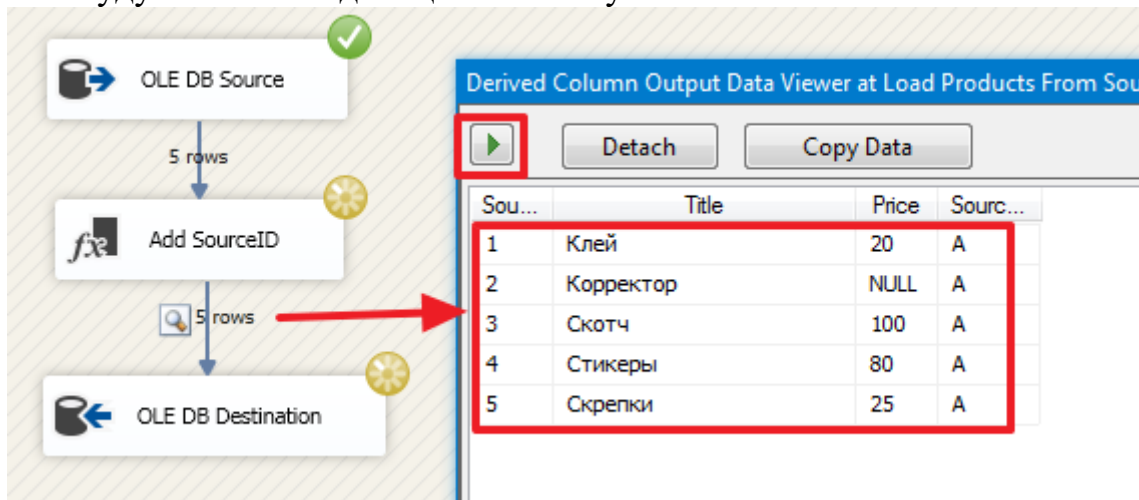 OLE DB Source
5 rows
Add SourceID
5 rows
OLE DB Destination
Derived Column Output Data Viewer at Load Products From Sou
Detach
Copy Data
Sou... Title Price Sourc...
1 Клей 20 A
2 Корректор NULL A
3 Скотч 100 A
4 Стикеры 80 A
5 Скрепки 25 A